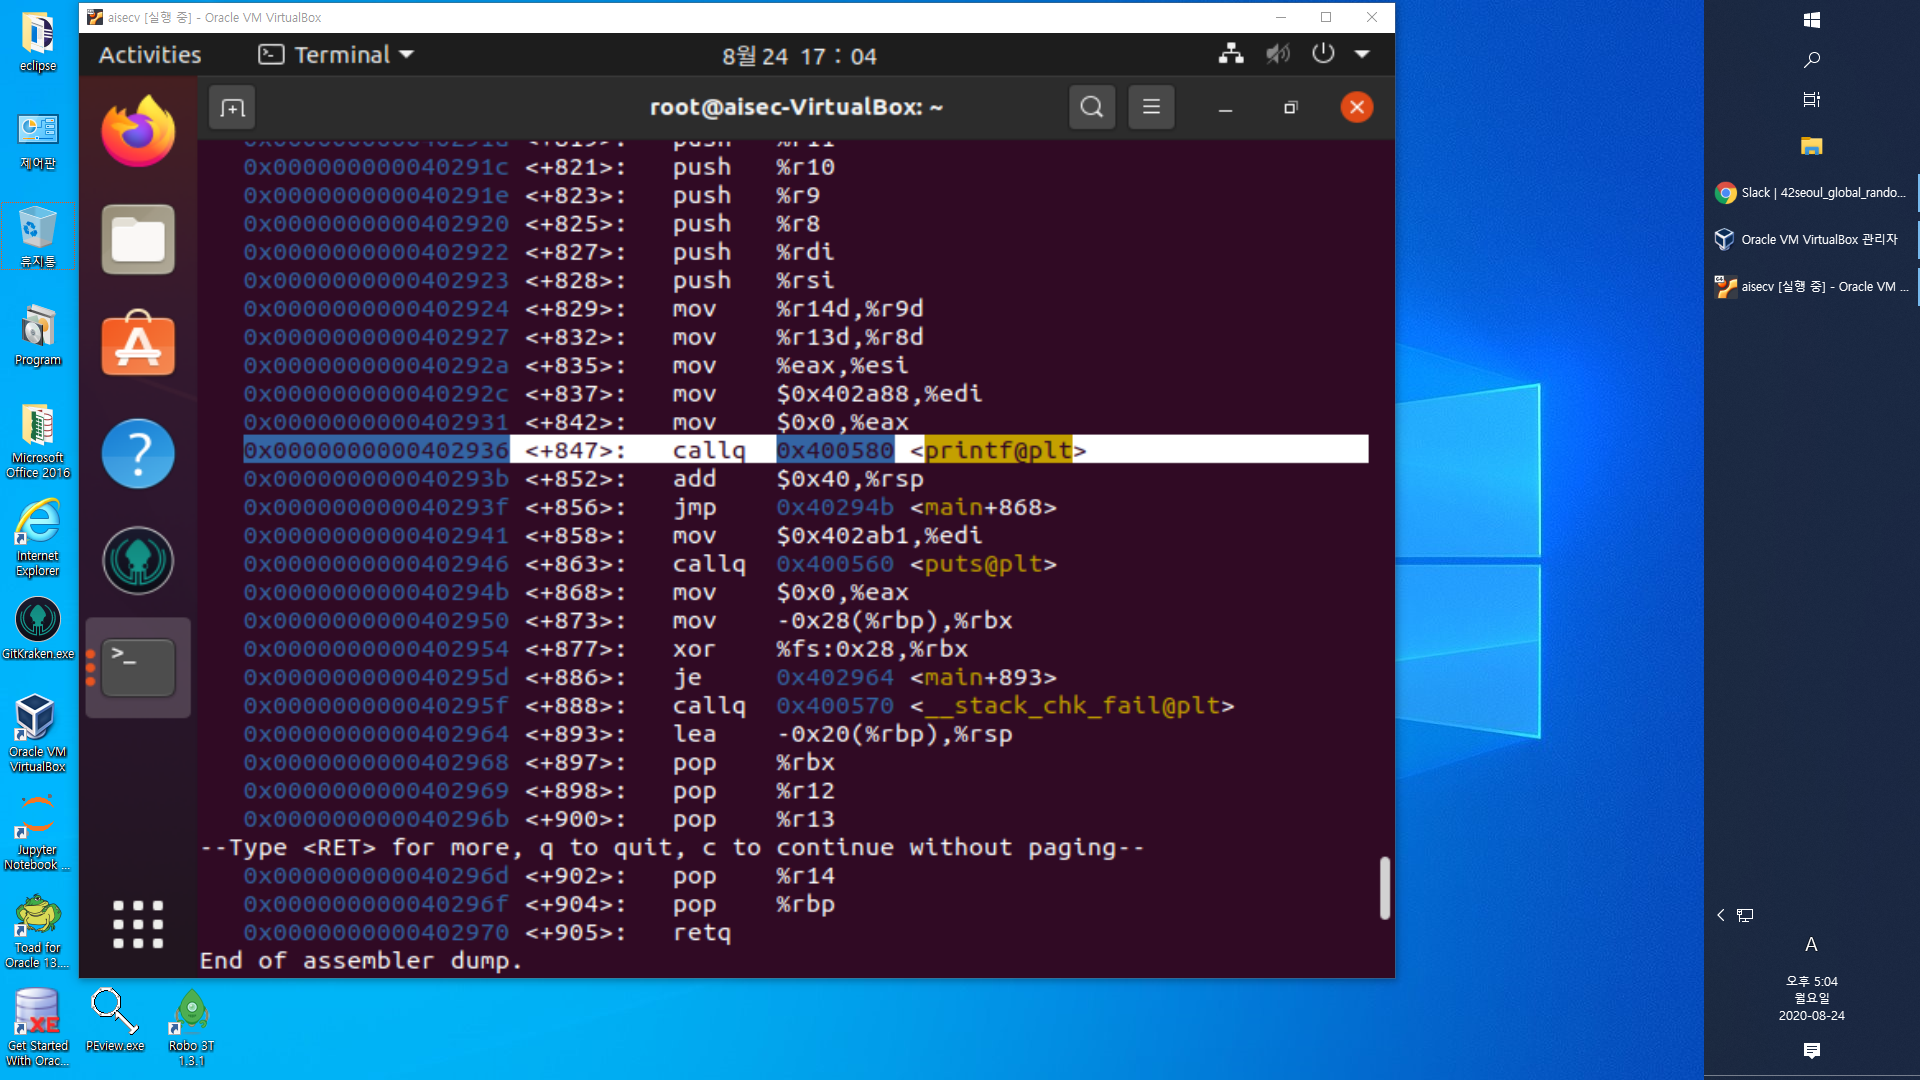 aisecv [실행 중] - Oracle VM VirtualBox
Activities
Terminal
8월 24 17 : 04
root@aisec-VirtualBox: ~
0x000000000040291c <+821>: push %r10
0x000000000040291e <+823>: push %r9
0x0000000000402920 <+825>: push %r8
0x0000000000402922 <+827>: push %rdi
0x0000000000402923 <+828>: push %rsi
0x0000000000402924 <+829>: mov %r14d,%r9d
0x0000000000402927 <+832>: mov %r13d,%r8d
0x000000000040292a <+835>: mov %eax,%esi
0x000000000040292c <+837>: mov $0x402a88,%edi
0x0000000000402931 <+842>: mov $0x0,%eax
0x0000000000402936 <+847>: callq 0x400580 <printf@plt>
0x000000000040293b <+852>: add $0x40,%rsp
0x000000000040293f <+856>: jmp 0x40294b <main+868>
0x0000000000402941 <+858>: mov $0x402ab1,%edi
0x0000000000402946 <+863>: callq 0x400560 <puts@plt>
0x000000000040294b <+868>: mov $0x0,%eax
0x0000000000402950 <+873>: mov -0x28(%rbp),%rbx
0x0000000000402954 <+877>: xor %fs:0x28,%rbx
0x000000000040295d <+886>: je 0x402964 <main+893>
0x000000000040295f <+888>: callq 0x400570 <__stack_chk_fail@plt>
0x0000000000402964 <+893>: lea -0x20(%rbp),%rsp
0x0000000000402968 <+897>: pop %rbx
0x0000000000402969 <+898>: pop %r12
0x000000000040296b <+900>: pop %r13
--Type <RET> for more, q to quit, c to continue without paging--
0x000000000040296d <+902>: pop %r14
0x000000000040296f <+904>: pop %rbp
0x0000000000402970 <+905>: retq
End of assembler dump.
eclipse
제어판
휴지통
Program
Microsoft
Office 2016
Internet
Explorer
GitKraken.exe
Oracle VM
VirtualBox
Jupyter
Notebook ...
Toad for
Oracle 13....
Get Started
With Orac...
PEview.exe
Robo 3T
1.3.1
Slack | 42seoul_global_rando...
Oracle VM VirtualBox 관리자
aisecv [실행 중] - Oracle VM ...
A
오후 5:04
월요일
2020-08-24